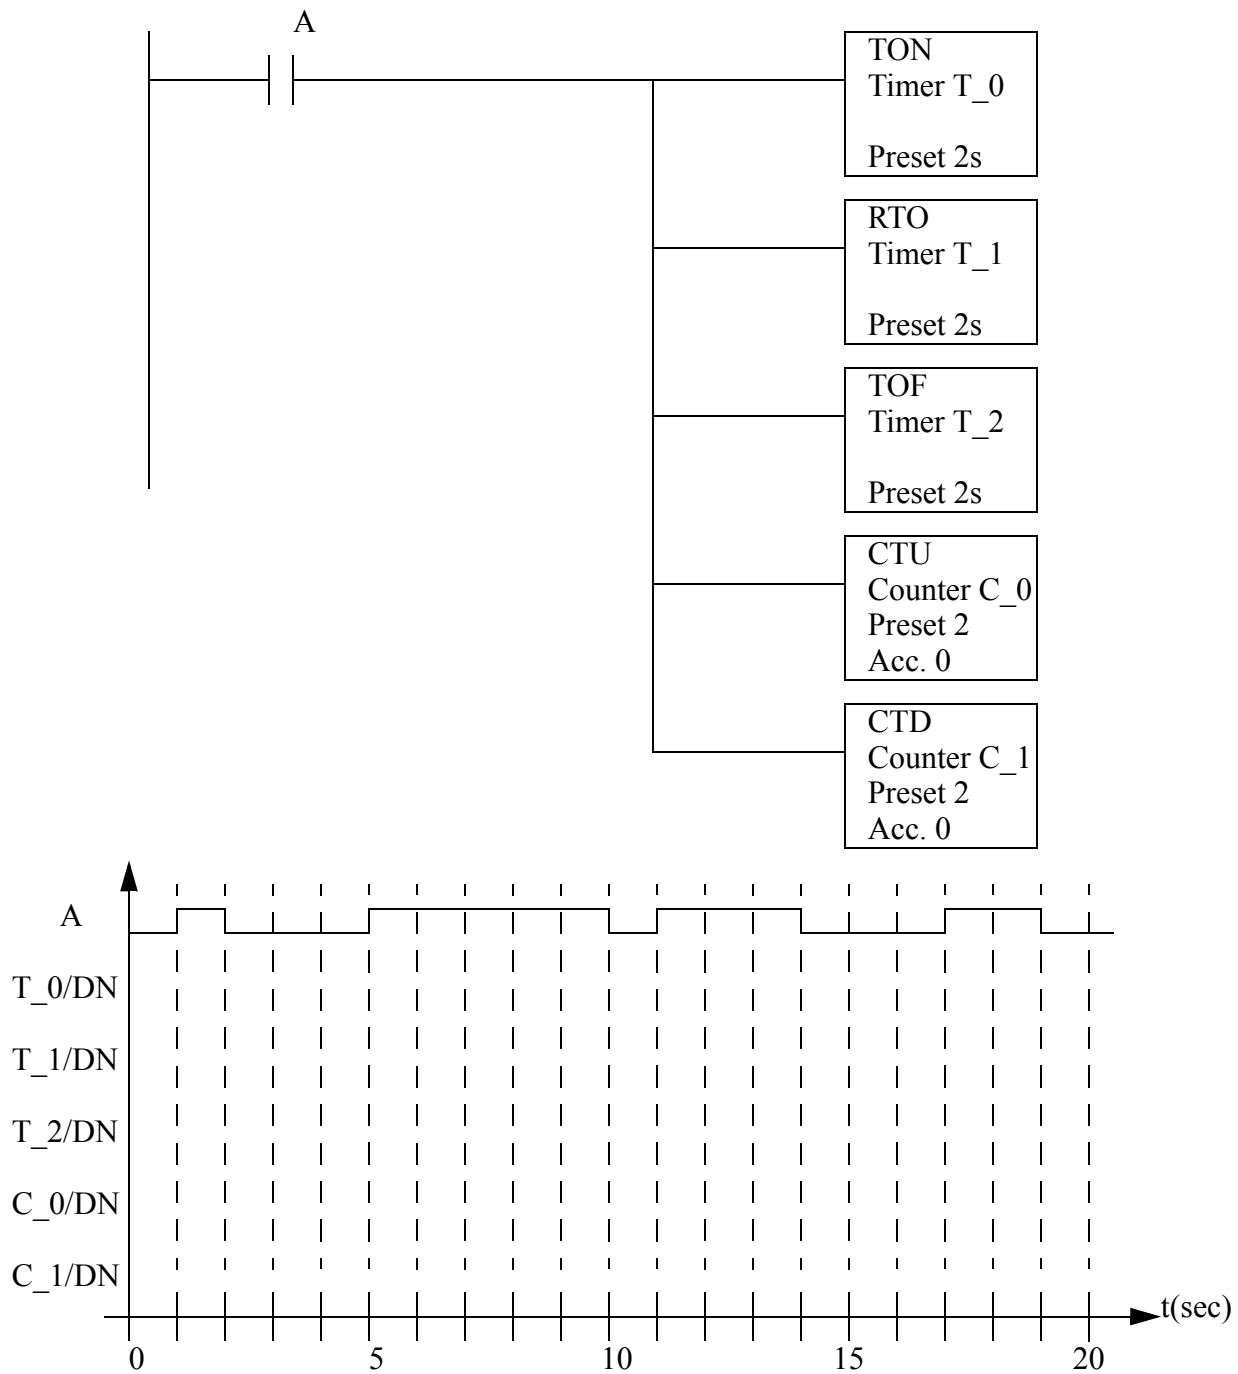 A
TON
Timer T_0
Preset 2s
RTO
Timer T_1
Preset 2s
TOF
Timer T_2
Preset 2s
CTU
Counter C_0
Preset 2
Acc. 0
CTD
Counter C_1
Preset 2
Acc. 0
A
T_0/DN
T_1/DN
T_2/DN
C_0/DN
C_1/DN
t(sec)
0 5 10 15 20